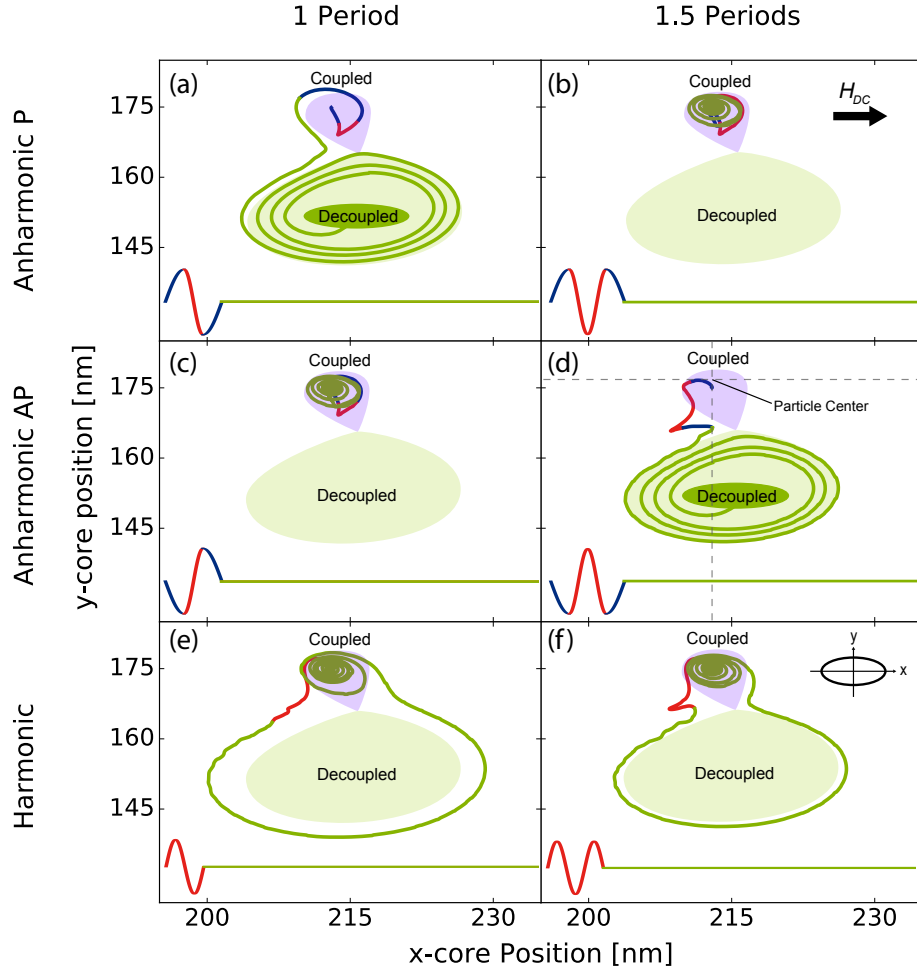 1 Period
1.5 Periods
Anharmonic P
Anharmonic AP
Harmonic
y-core position [nm]
(a)
Coupled
Decoupled
175
160
145
(b)
Coupled
Decoupled
H_DC
(c)
Coupled
Decoupled
175
160
145
(d)
Coupled
Particle Center
Decoupled
(e)
Coupled
Decoupled
175
160
145
(f)
Coupled
Decoupled
y
x
200
215
230
200
215
230
x-core Position [nm]